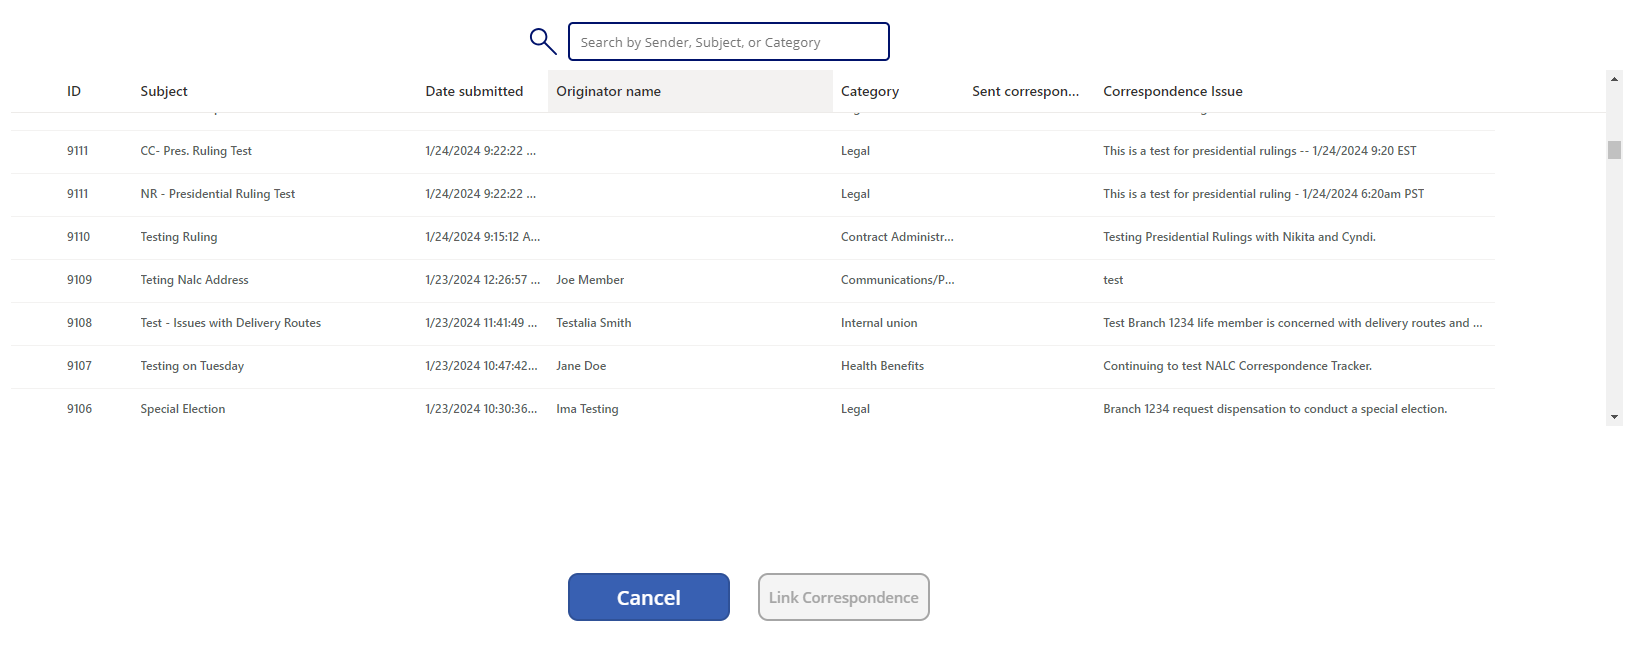 Search by Sender, Subject, or Category
ID Subject Date submitted Originator name Category Sent correspon... Correspondence Issue
9111 CC- Pres. Ruling Test 1/24/2024 9:22:22 ... Legal This is a test for presidential rulings -- 1/24/2024 9:20 EST
9111 NR - Presidential Ruling Test 1/24/2024 9:22:22 ... Legal This is a test for presidential ruling - 1/24/2024 6:20am PST
9110 Testing Ruling 1/24/2024 9:15:12 A... Contract Administr... Testing Presidential Rulings with Nikita and Cyndi.
9109 Teting Nalc Address 1/23/2024 12:26:57 ... Joe Member Communications/P... test
9108 Test - Issues with Delivery Routes 1/23/2024 11:41:49 ... Testalia Smith Internal union Test Branch 1234 life member is concerned with delivery routes and ...
9107 Testing on Tuesday 1/23/2024 10:47:42... Jane Doe Health Benefits Continuing to test NALC Correspondence Tracker.
9106 Special Election 1/23/2024 10:30:36... Ima Testing Legal Branch 1234 request dispensation to conduct a special election.
Cancel Link Correspondence